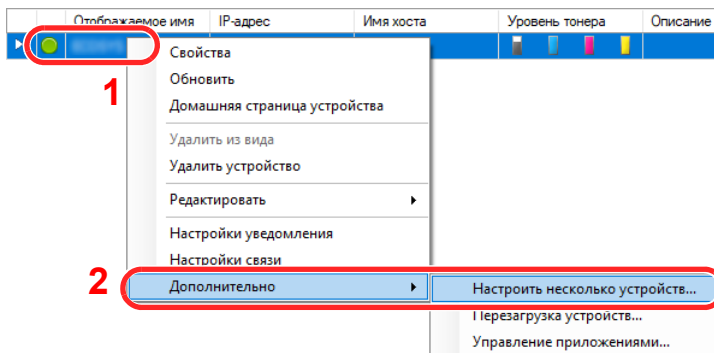 Отображаемое имя IP-адрес Имя хоста Уровень тонера Описание
1
Свойства
Обновить
Домашняя страница устройства
Удалить из вида
Удалить устройство
Редактировать
Настройки уведомления
Настройки связи
2
Дополнительно
Настроить несколько устройств...
Перезагрузка устройств...
Управление приложениями...